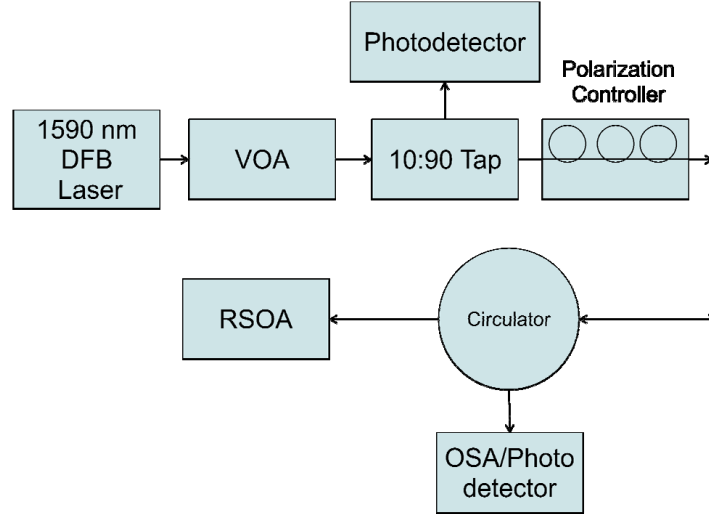 Photodetector
Polarization
Controller
1590 nm
DFB
Laser
VOA
10:90 Tap
RSOA
Circulator
OSA/Photo
detector